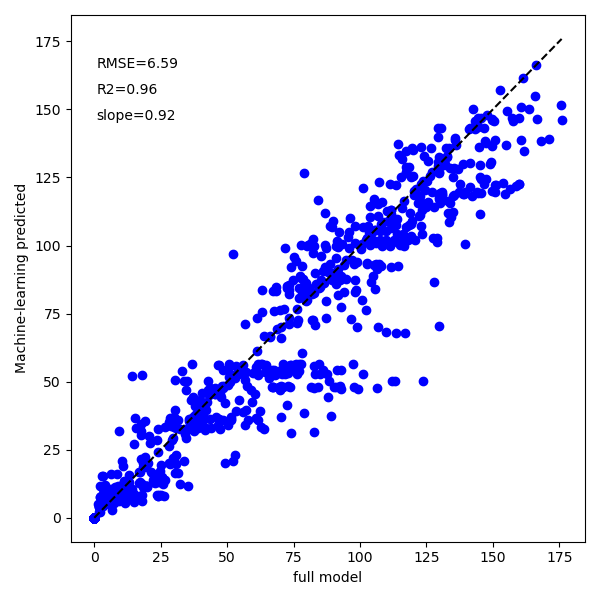 RMSE=6.59
R2=0.96
slope=0.92
Machine-learning predicted
175
150
125
100
75
50
25
0
0 25 50 75 100 125 150 175
full model